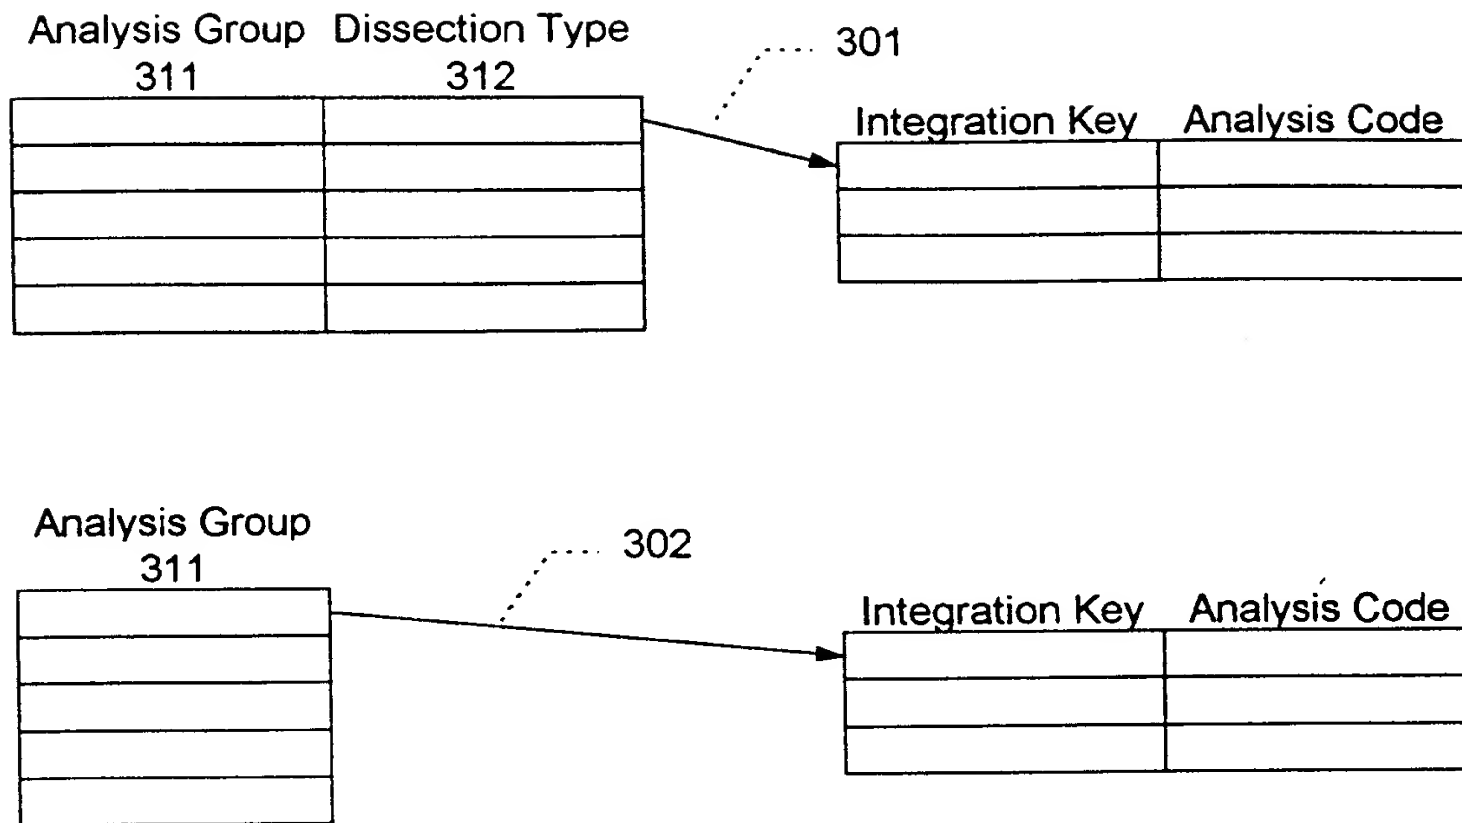 Analysis Group Dissection Type
311 312
301
Integration Key Analysis Code
Analysis Group
311
302
Integration Key Analysis Code